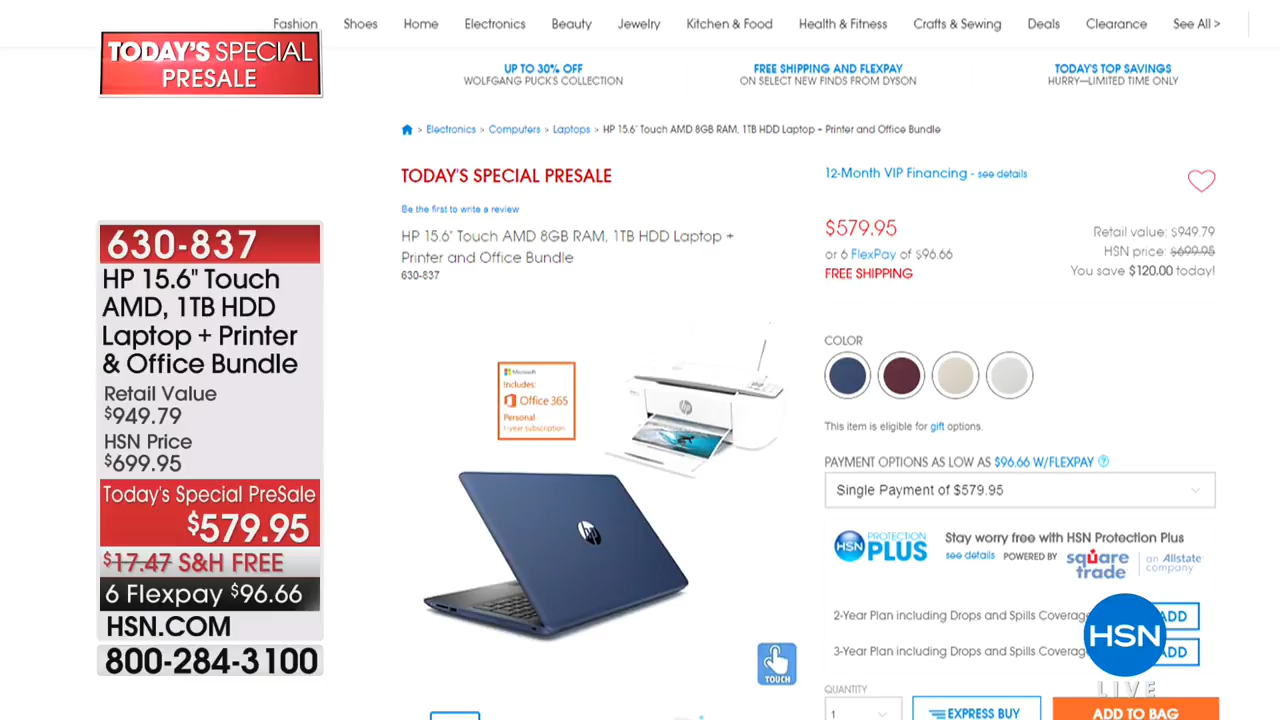 Fashion Shoes Home Electronics Beauty Jewelry Kitchen & Food Health & Fitness Crafts & Sewing Deals Clearance See All >
TODAY'S SPECIAL
PRESALE
UP TO 30% OFF
WOLFGANG PUCK'S COLLECTION
FREE SHIPPING AND FLEXPAY
ON SELECT NEW FINDS FROM DYSON
TODAY'S TOP SAVINGS
HURRY—LIMITED TIME ONLY
> Electronics > Computers > Laptops > HP 15.6" Touch AMD 8GB RAM, 1TB HDD Laptop + Printer and Office Bundle
630-837
HP 15.6" Touch
AMD, 1TB HDD
Laptop + Printer
& Office Bundle
Retail Value
$949.79
HSN Price
$699.95
Today's Special PreSale
$579.95
$17.47 S&H FREE
6 Flexpay $96.66
HSN.COM
800-284-3100
TODAY'S SPECIAL PRESALE
Be the first to write a review
HP 15.6" Touch AMD 8GB RAM, 1TB HDD Laptop +
Printer and Office Bundle
630-837
Microsoft
Includes:
Office 365
Personal
1-year subscription
hp
hp
TOUCH
12-Month VIP Financing - see details
$579.95
or 6 FlexPay of $96.66
FREE SHIPPING
Retail value: $949.79
HSN price: $699.95
You save $120.00 today!
COLOR
This item is eligible for gift options.
PAYMENT OPTIONS AS LOW AS $96.66 W/FLEXPAY ?
Single Payment of $579.95
HSN PROTECTION
PLUS
Stay worry free with HSN Protection Plus
see details POWERED BY square trade an Allstate company
2-Year Plan including Drops and Spills Coverage ADD
3-Year Plan including Drops and Spills Coverage ADD
HSN
LIVE
QUANTITY
1
EXPRESS BUY
ADD TO BAG